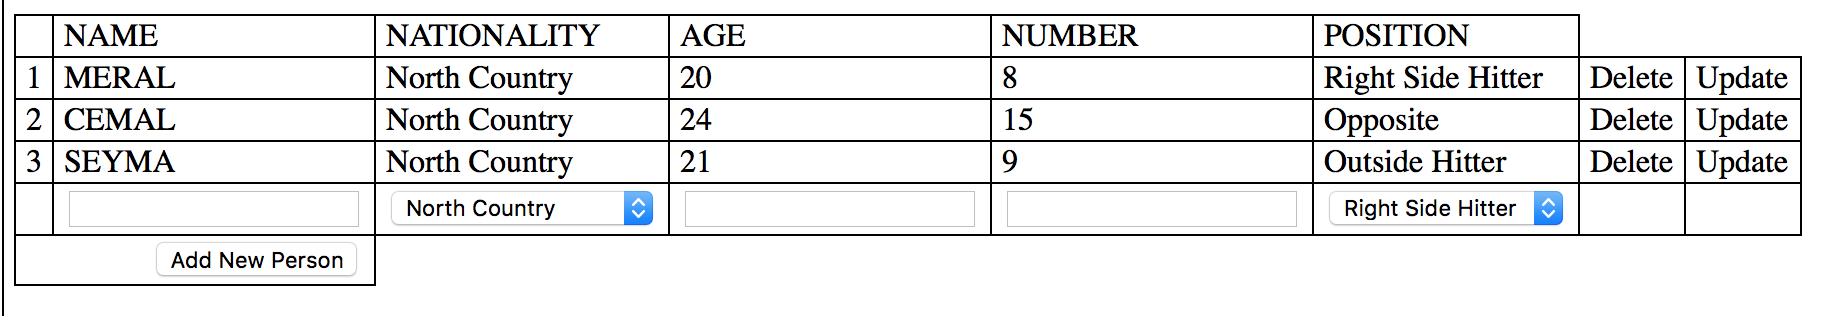 NAME NATIONALITY AGE NUMBER POSITION
1 MERAL North Country 20 8 Right Side Hitter Delete Update
2 CEMAL North Country 24 15 Opposite Delete Update
3 SEYMA North Country 21 9 Outside Hitter Delete Update
North Country Right Side Hitter
Add New Person